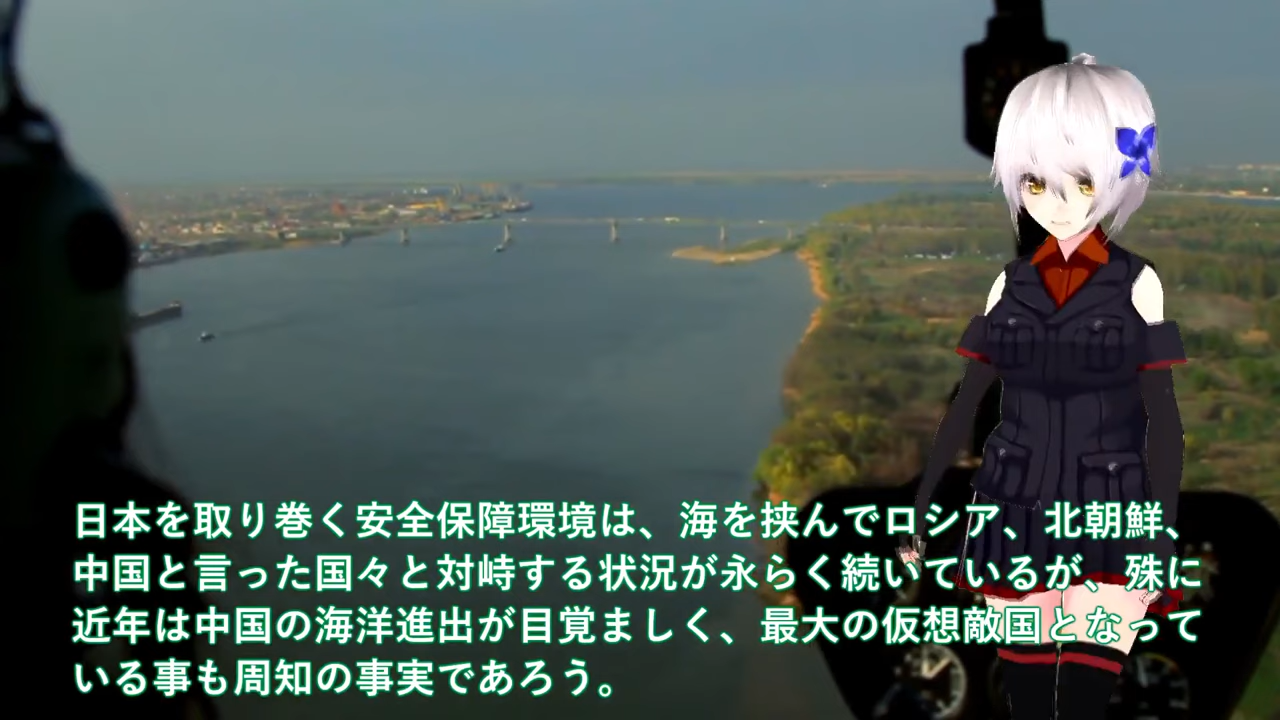 日本を取り巻く安全保障環境は、海を挟んでロシア、北朝鮮、
中国と言った国々と対峙する状況が永らく続いているが、殊に
近年は中国の海洋進出が目覚ましく、最大の仮想敵国となって
いる事も周知の事実であろう。